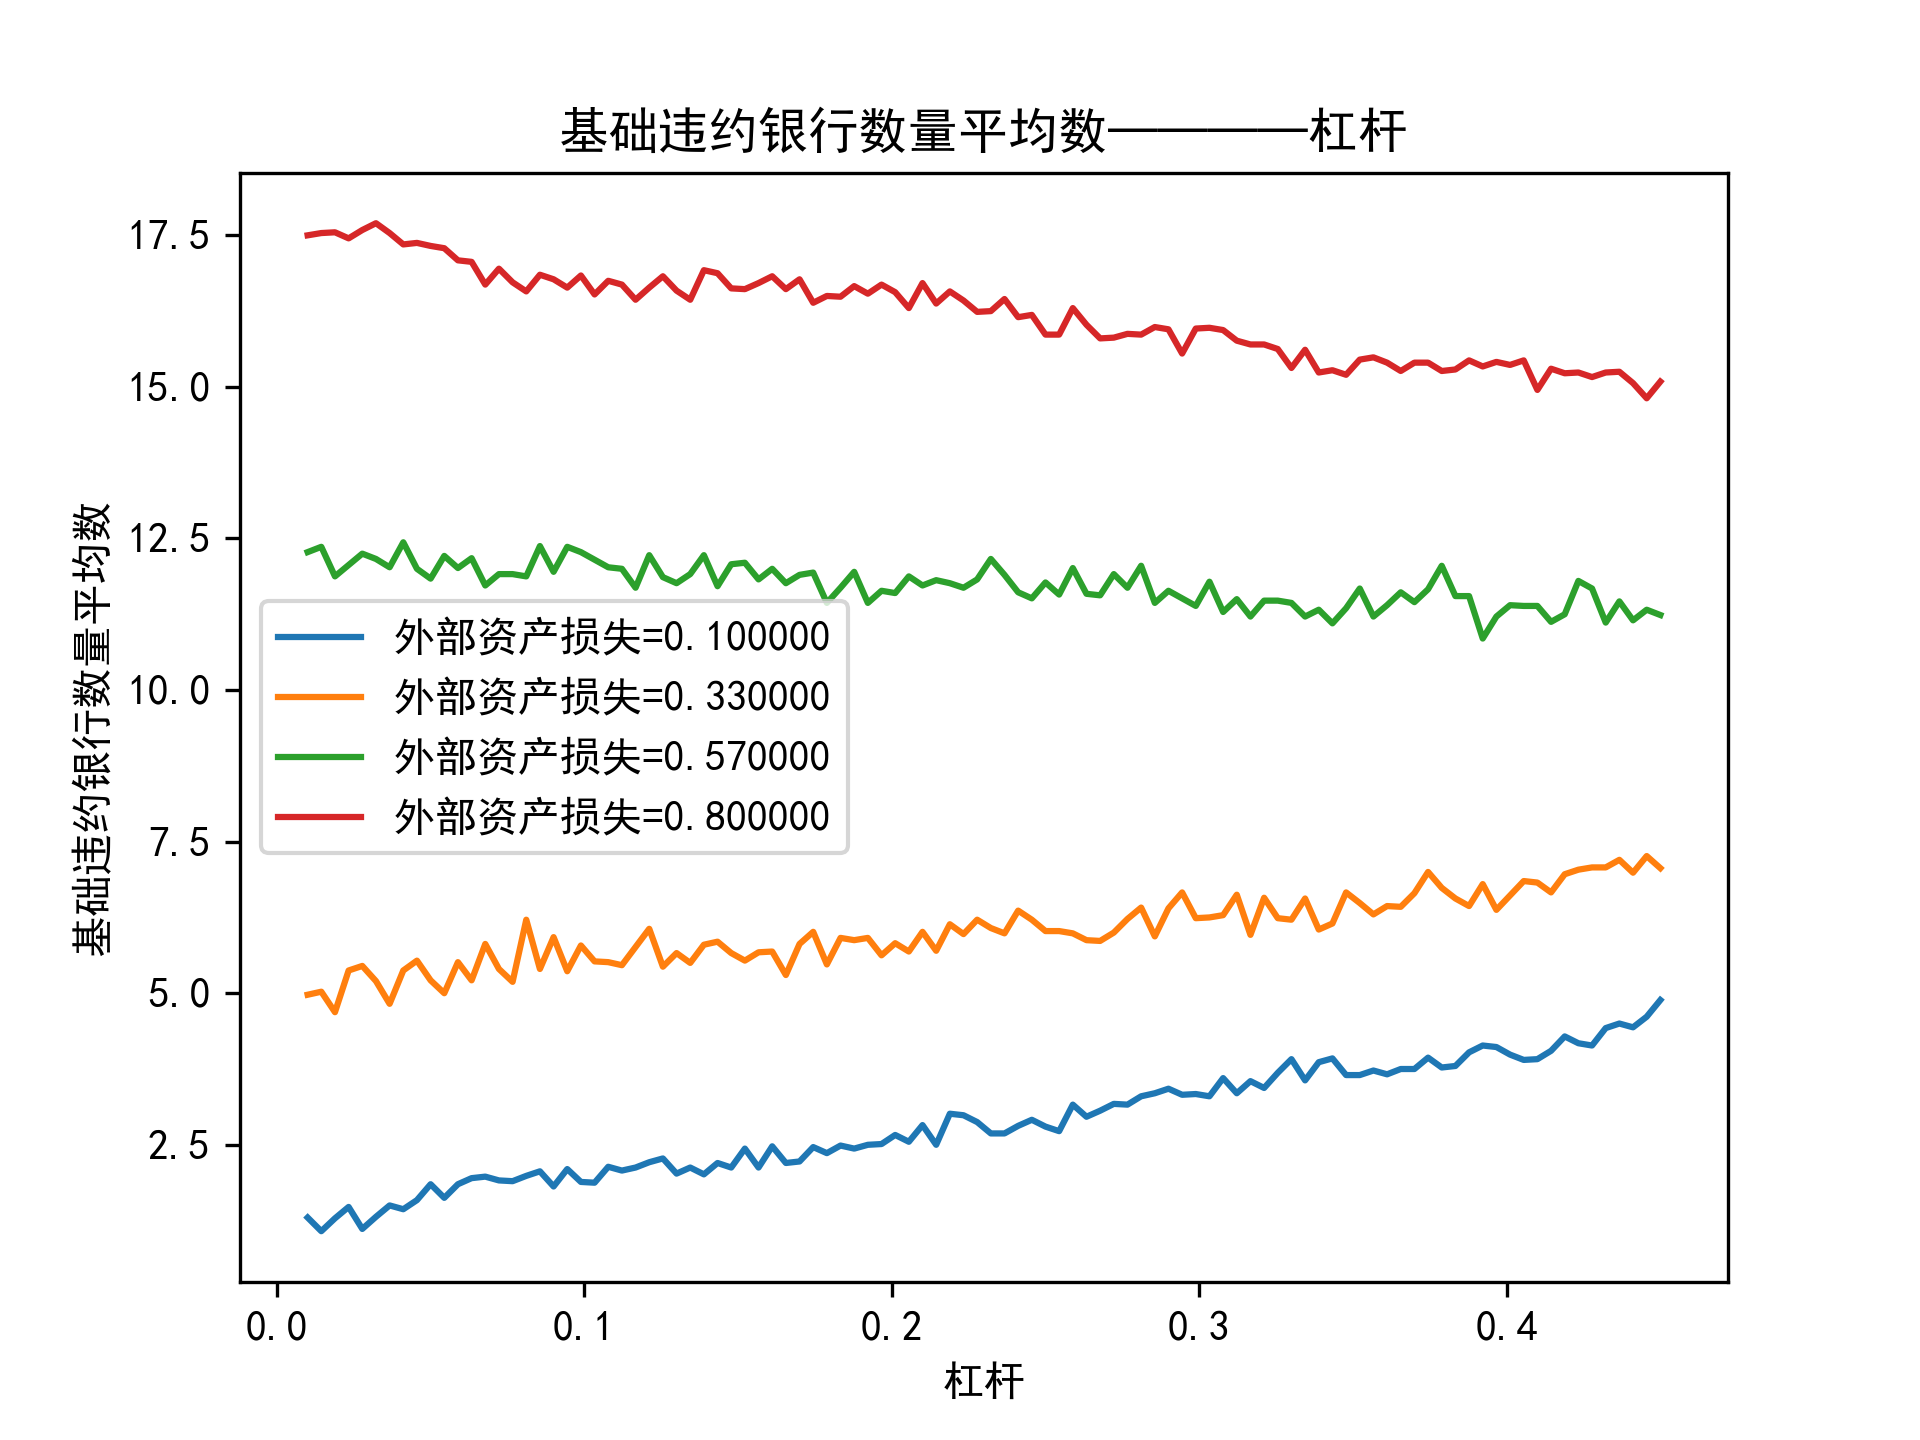 基础违约银行数量平均数————杠杆
基础违约银行数量平均数
17.5
15.0
12.5
10.0
7.5
5.0
2.5
外部资产损失=0.100000
外部资产损失=0.330000
外部资产损失=0.570000
外部资产损失=0.800000
0.0 0.1 0.2 0.3 0.4
杠杆